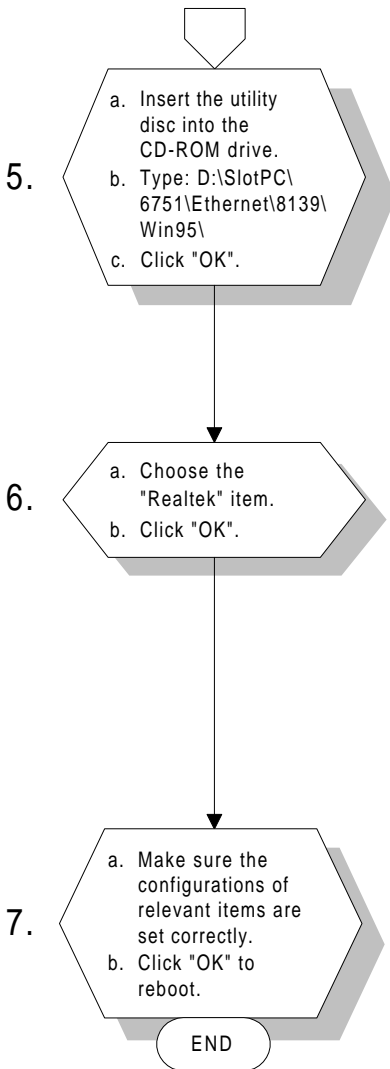 5.
a. Insert the utility
disc into the
CD-ROM drive.
b. Type: D:\SlotPC\
6751\Ethernet\8139\
Win95\
c. Click "OK".
6.
a. Choose the
"Realtek" item.
b. Click "OK".
7.
a. Make sure the
configurations of
relevant items are
set correctly.
b. Click "OK" to
reboot.
END